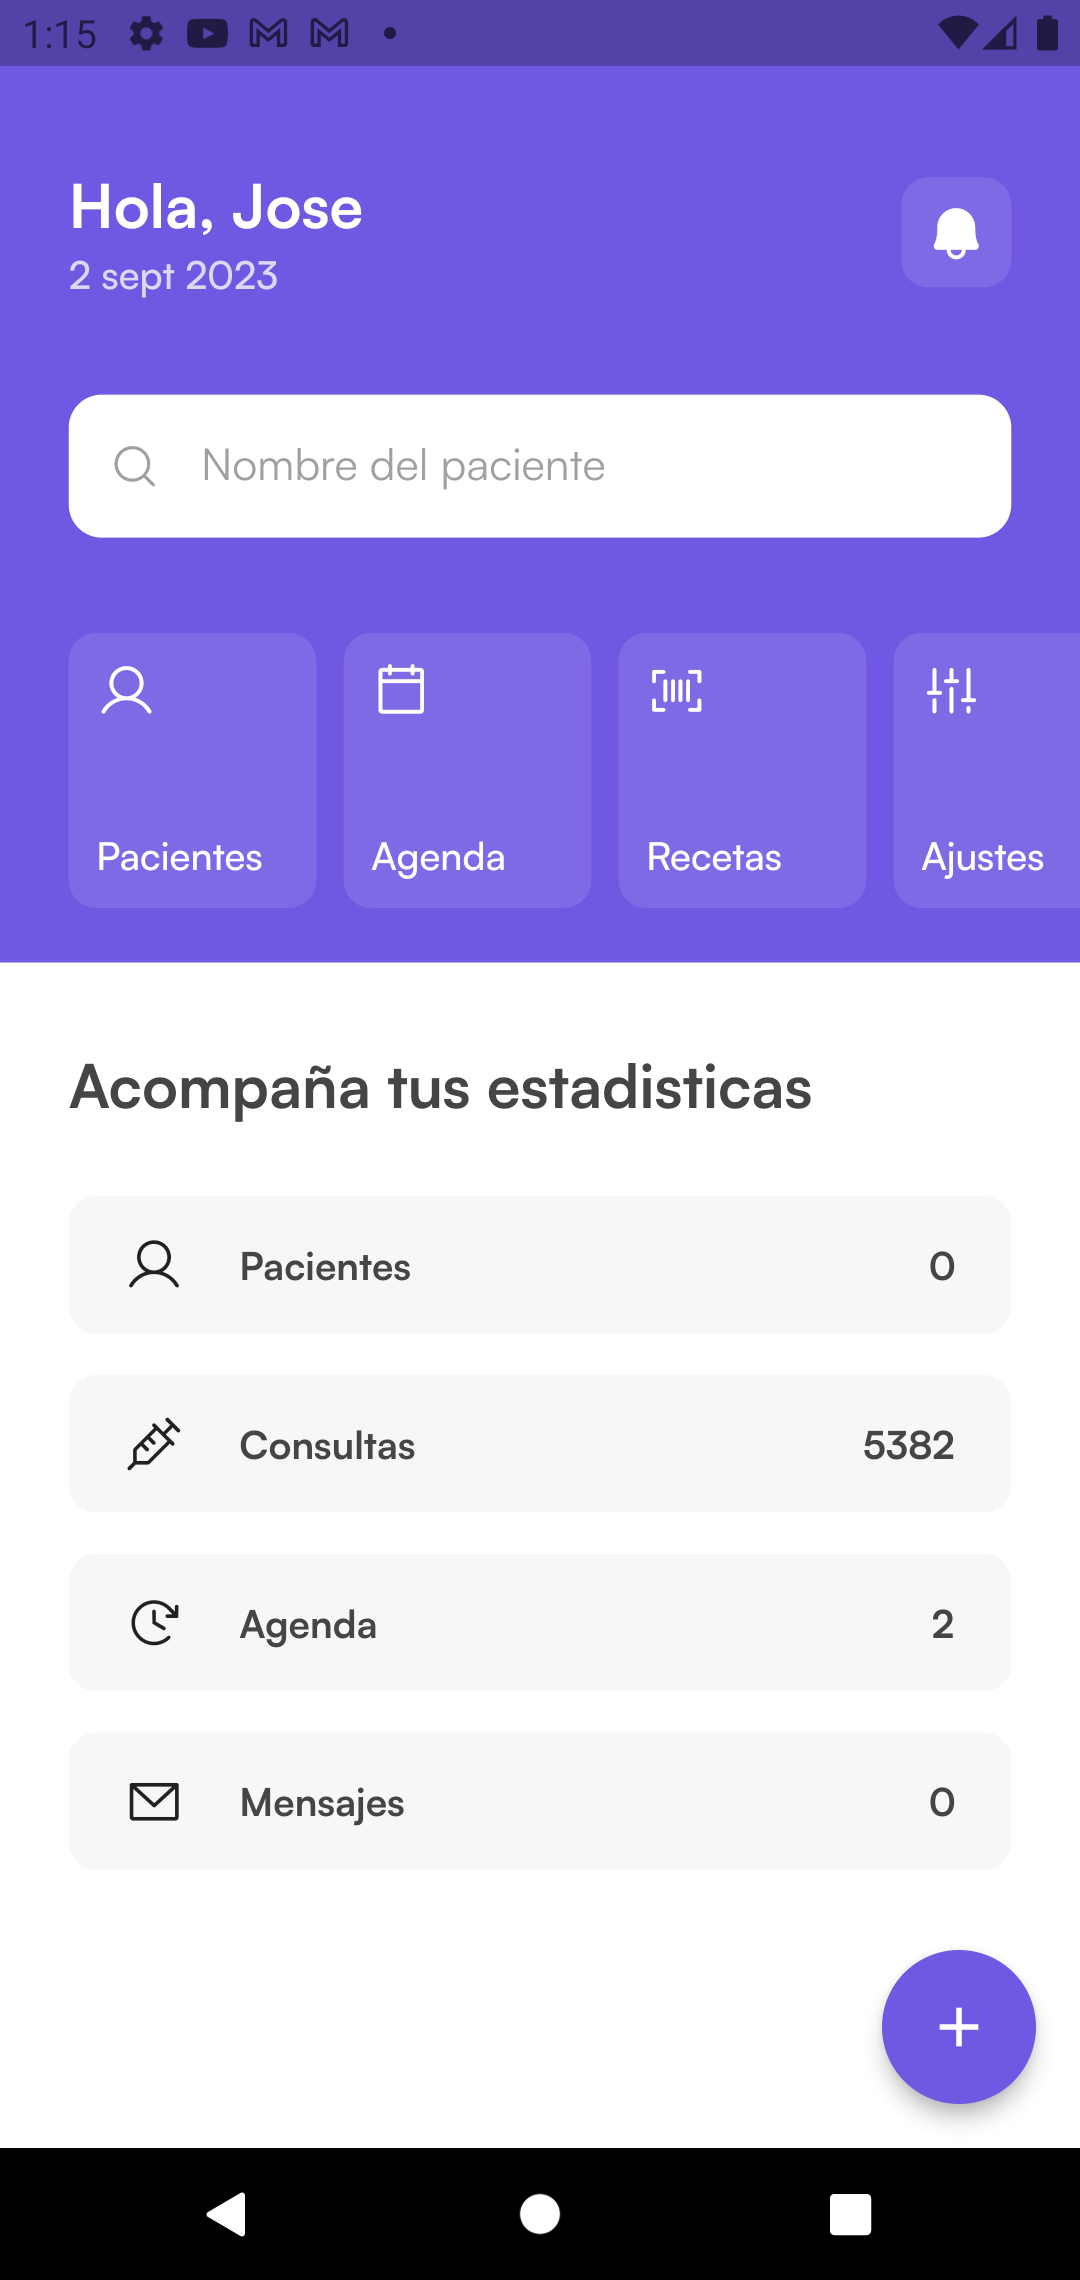 1:15
Hola, Jose
2 sept 2023
Nombre del paciente
Pacientes
Agenda
Recetas
Ajustes
Acompaña tus estadisticas
Pacientes 0
Consultas 5382
Agenda 2
Mensajes 0